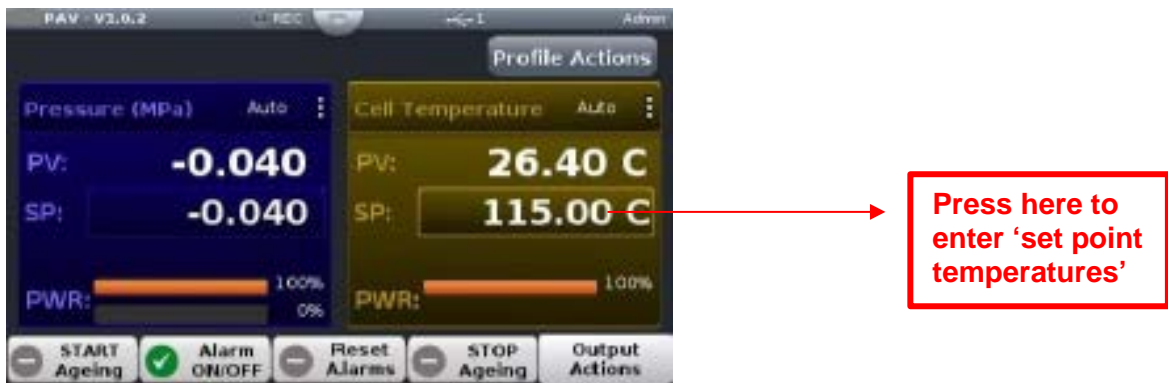 PAV - V1.0.2 REC 1 Admin
Profile Actions
Pressure (MPa) Auto
PV: -0.040
SP: -0.040
PWR: 100%
0%
Cell Temperature Auto
PV: 26.40 C
SP: 115.00 C
PWR: 100%
START
Ageing
Alarm
ON/OFF
Reset
Alarms
STOP
Ageing
Output
Actions
Press here to
enter ‘set point
temperatures’